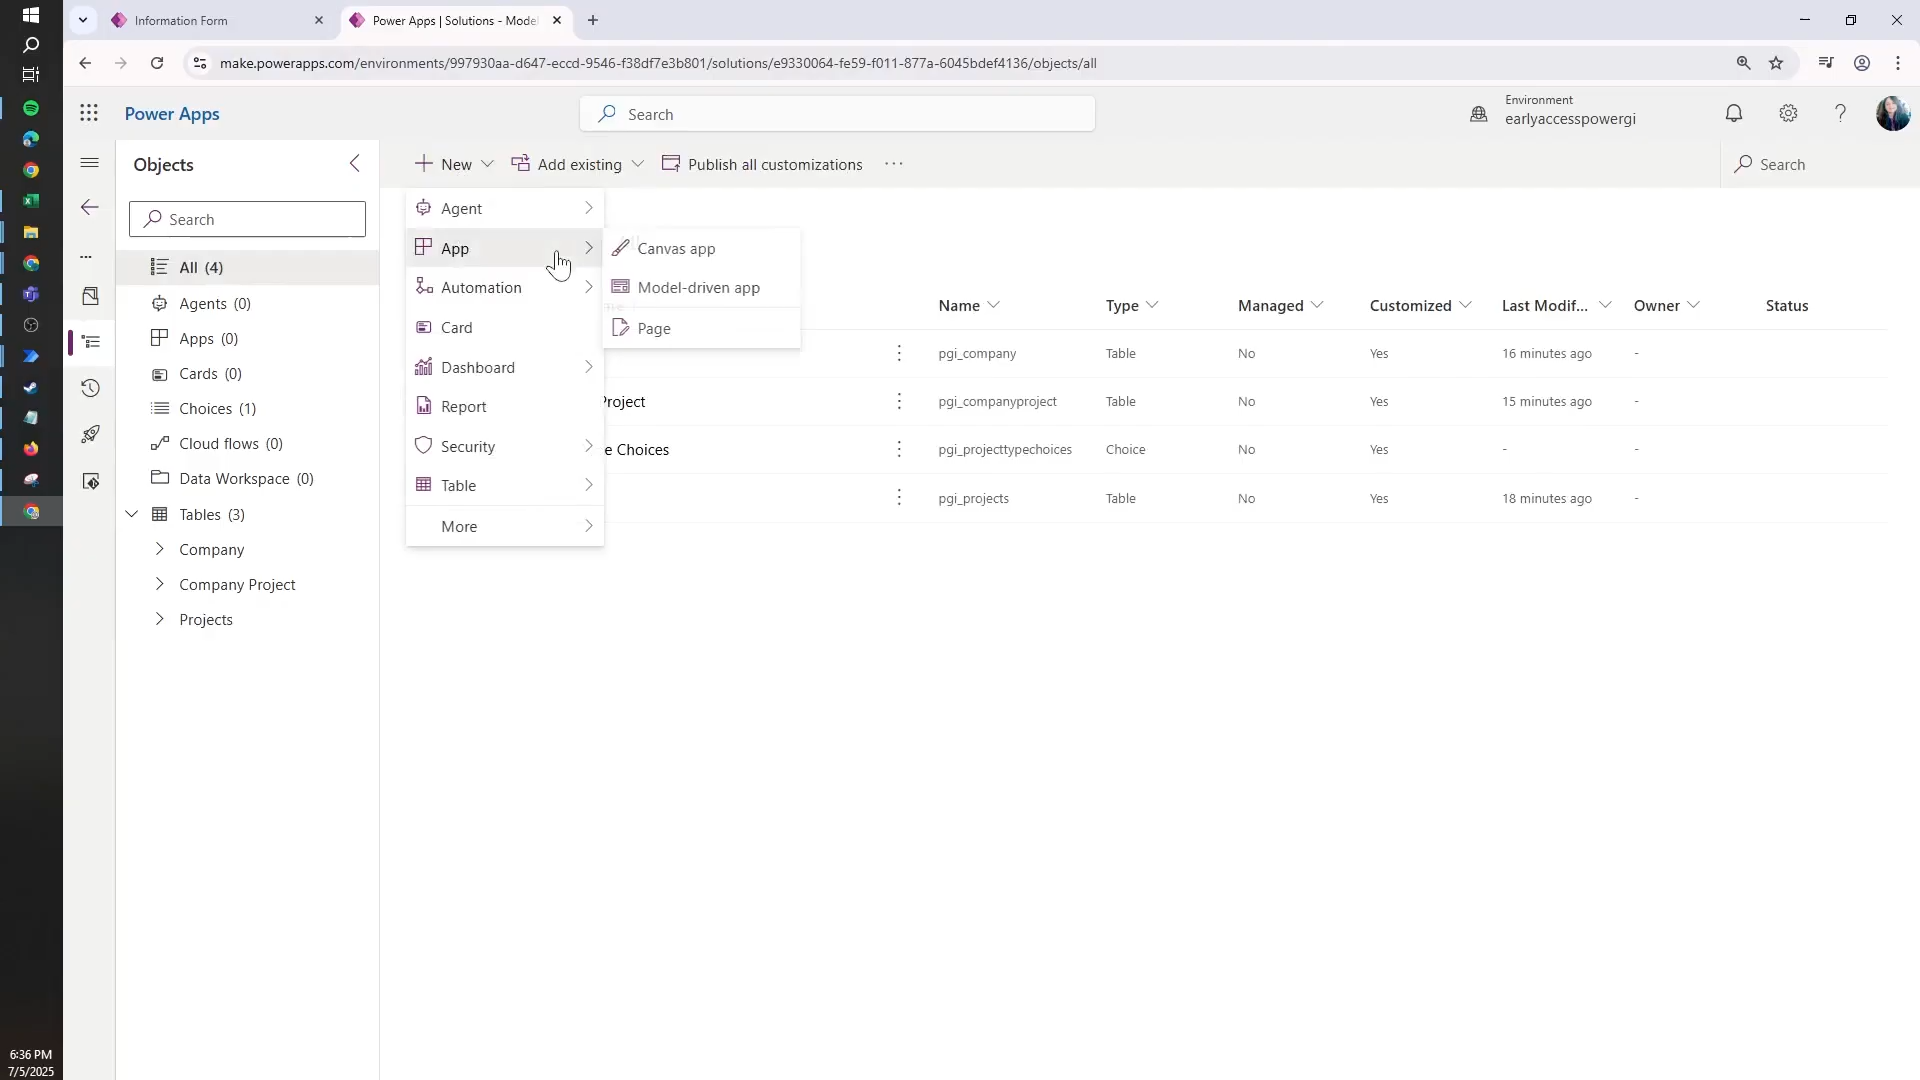 Information Form
Power Apps | Solutions - Model
make.powerapps.com/environments/997930aa-d647-eccd-9546-f38df7e3b801/solutions/e9330064-fe59-f011-877a-6045bdef4136/objects/all
Power Apps
Search
Environment
earlyaccesspowergi
Objects
New
Add existing
Publish all customizations
Search
Search
All (4)
Agents (0)
Apps (0)
Cards (0)
Choices (1)
Cloud flows (0)
Data Workspace (0)
Tables (3)
Company
Company Project
Projects
Agent
App
Automation
Card
Dashboard
Report
Security
Table
More
Canvas app
Model-driven app
Page
Name Type Managed Customized Last Modif... Owner Status
pgi_company Table No Yes 16 minutes ago -
Project pgi_companyproject Table No Yes 15 minutes ago -
e Choices pgi_projecttypechoices Choice No Yes - -
pgi_projects Table No Yes 18 minutes ago -
6:36 PM
7/5/2025